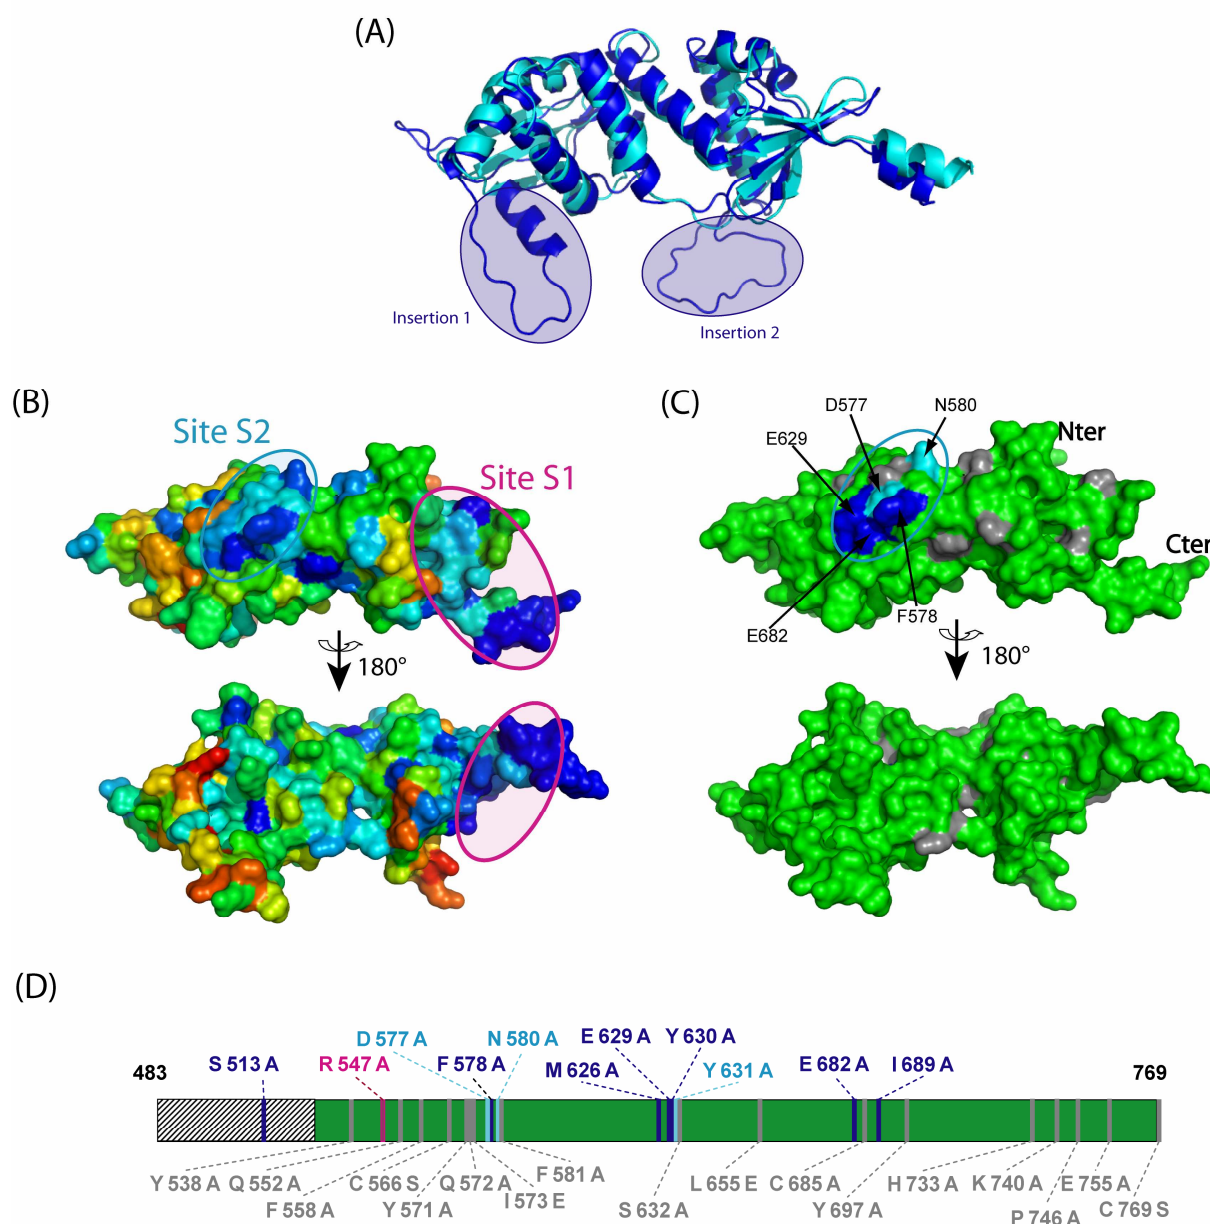 (A)
Insertion 1
Insertion 2
(B)
Site S2
Site S1
180°
(C)
D577
N580
E629
Nter
Cter
F578
E682
180°
(D)
483
S 513 A
R 547 A
D 577 A
F 578 A
N 580 A
M 626 A
E 629 A
Y 630 A
Y 631 A
E 682 A
I 689 A
769
Y 538 A
Q 552 A
F 558 A
C 566 S
Y 571 A
Q 572 A
I 573 E
F 581 A
S 632 A
L 655 E
C 685 A
Y 697 A
H 733 A
K 740 A
P 746 A
E 755 A
C 769 S